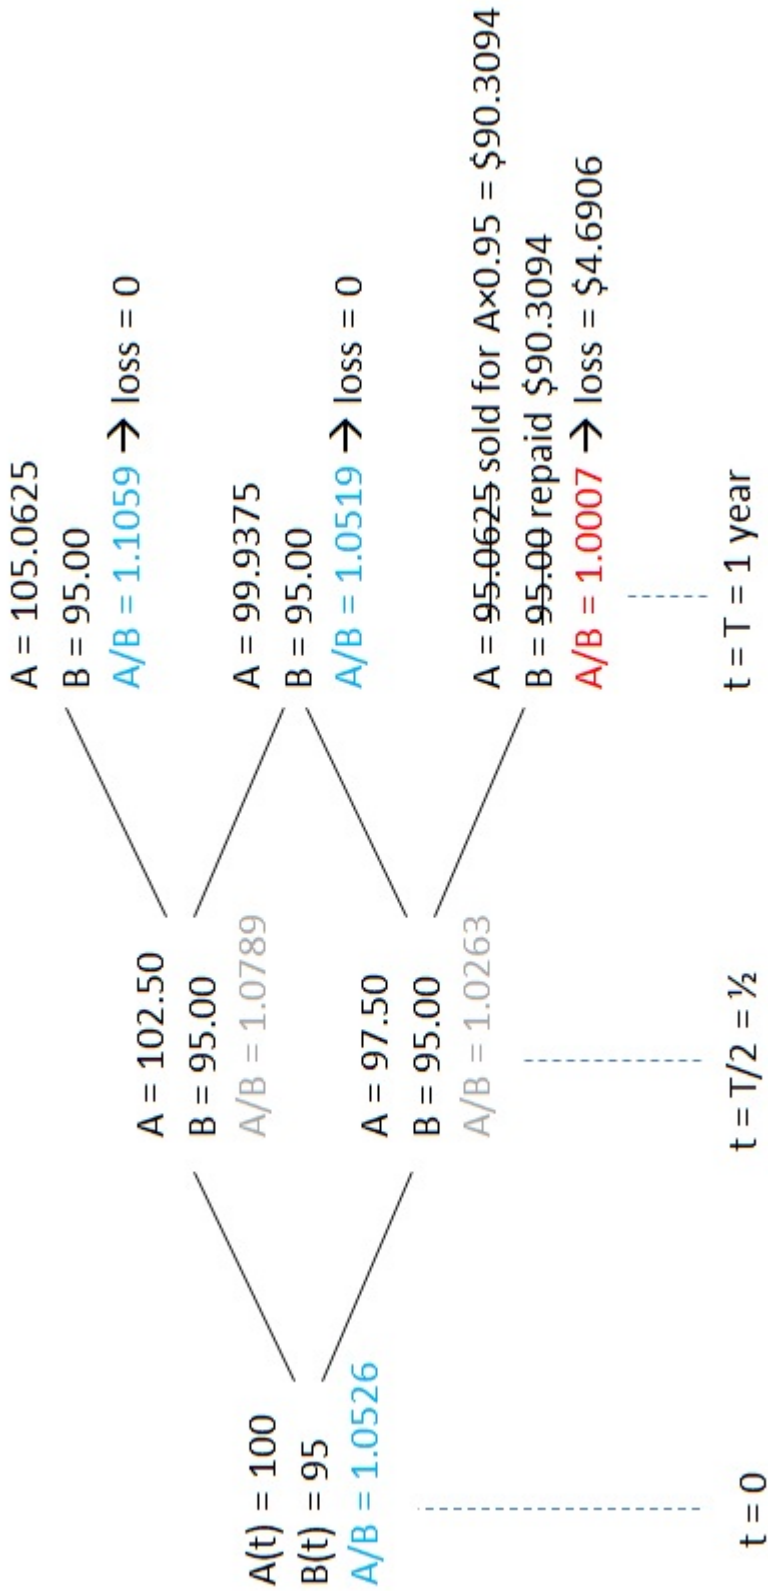 A(t) = 100
B(t) = 95
A/B = 1.0526
A = 102.50
B = 95.00
A/B = 1.0789
A = 97.50
B = 95.00
A/B = 1.0263
A = 105.0625
B = 95.00
A/B = 1.1059 → loss = 0
A = 99.9375
B = 95.00
A/B = 1.0519 → loss = 0
A = 95.0625 sold for A×0.95 = $90.3094
B = 95.00 repaid $90.3094
A/B = 1.0007 → loss = $4.6906
t = 0
t = T/2 = ½
t = T = 1 year